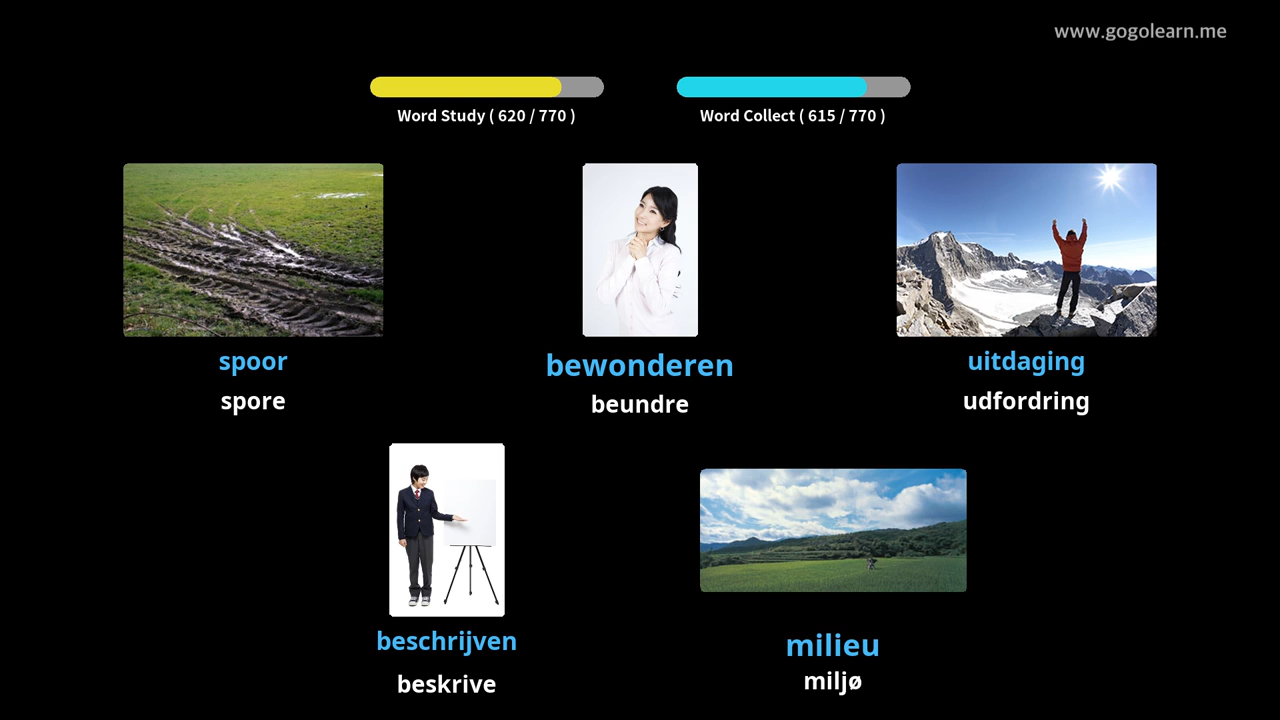 www.gogolearn.me
Word Study ( 620 / 770 )
Word Collect ( 615 / 770 )
spoor
spore
bewonderen
beundre
uitdaging
udfordring
beschrijven
beskrive
milieu
miljø